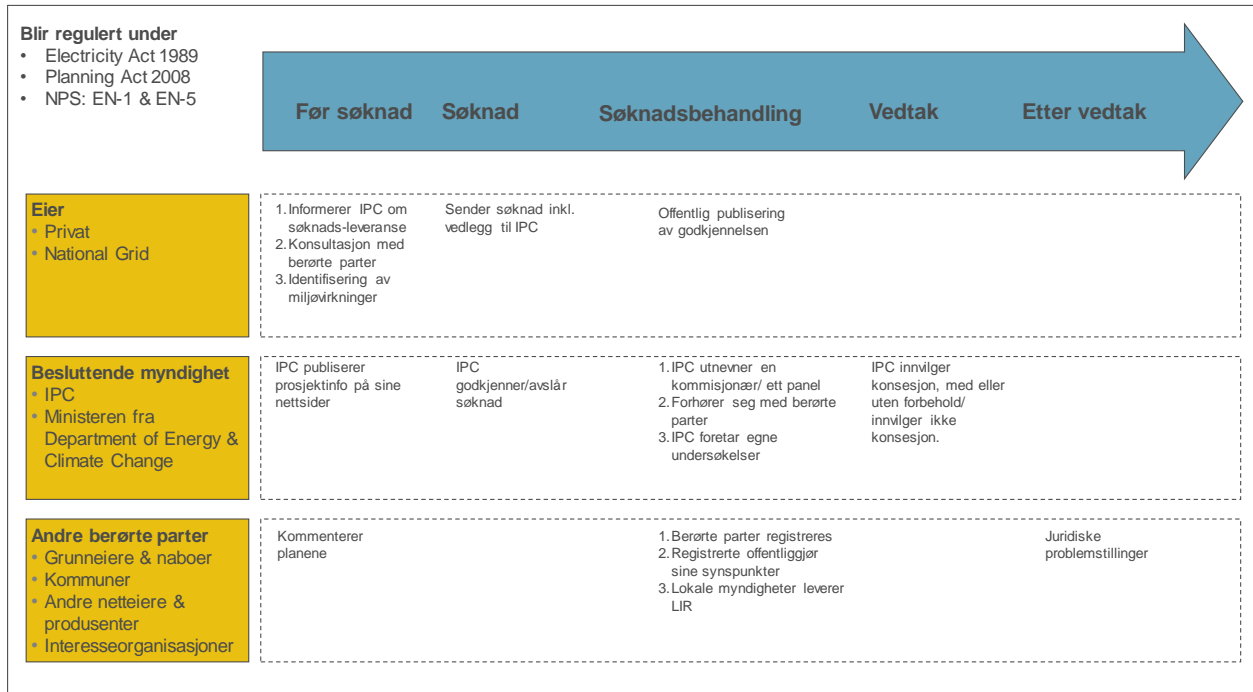 Blir regulert under
• Electricity Act 1989
• Planning Act 2008
• NPS: EN-1 & EN-5
Før søknad
Søknad
Søknadsbehandling
Vedtak
Etter vedtak
Eier
• Privat
• National Grid
1. Informerer IPC om
søknads-leveranse
2. Konsultasjon med
berørte parter
3. Identifisering av
miljøvirkninger
Sender søknad inkl.
vedlegg til IPC
Offentlig publisering
av godkjennelsen
Besluttende myndighet
• IPC
• Ministeren fra
Department of Energy &
Climate Change
IPC publiserer
prosjektinfo på sine
nettsider
IPC
godkjenner/avslår
søknad
1. IPC utnevner en
kommisjonær/ ett panel
2. Forhører seg med berørte
parter
3. IPC foretar egne
undersøkelser
IPC innvilger
konsesjon, med eller
uten forbehold/
innvilger ikke
konsesjon.
Andre berørte parter
• Grunneiere & naboer
• Kommuner
• Andre netteiere &
produsenter
• Interesseorganisasjoner
Kommenterer
planene
1. Berørte parter registreres
2. Registrerte offentliggjør
sine synspunkter
3. Lokale myndigheter leverer
LIR
Juridiske
problemstillinger